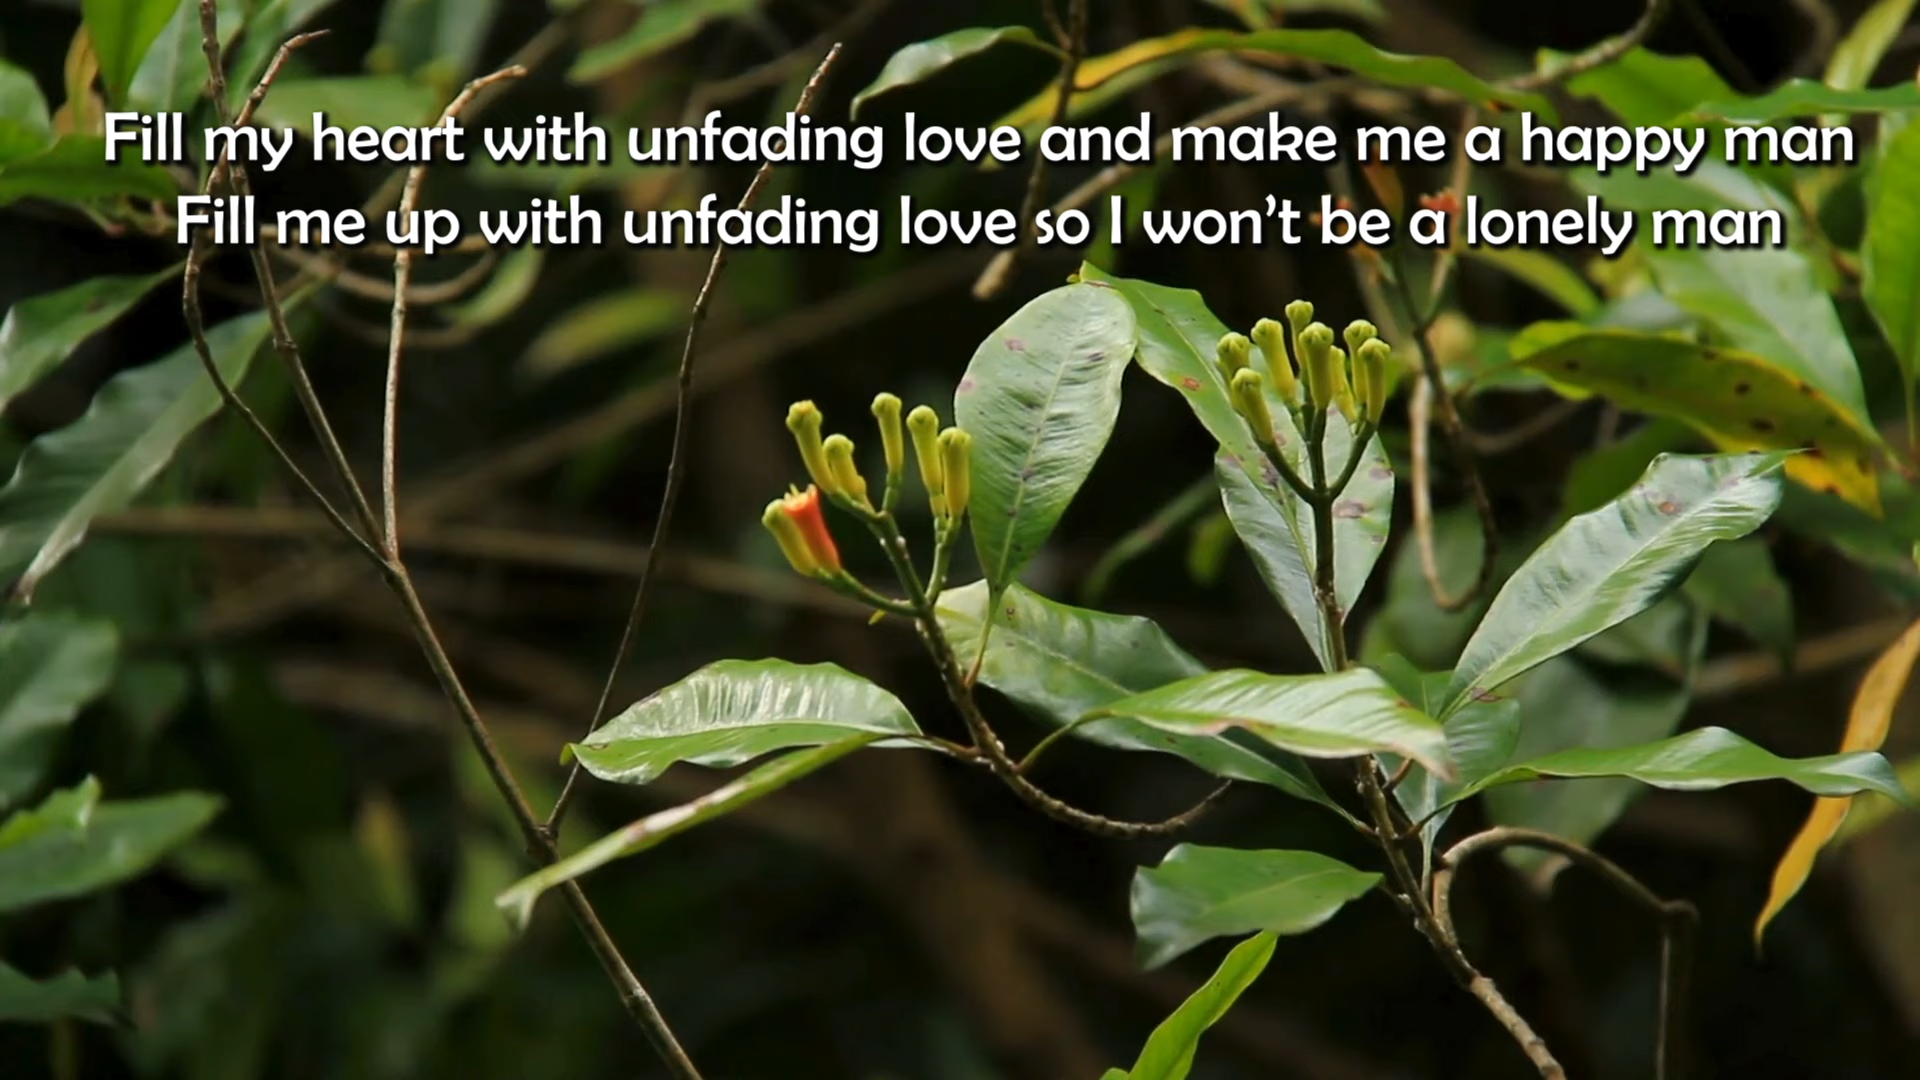 Fill my heart with unfading love and make me a happy man
Fill me up with unfading love so I won’t be a lonely man